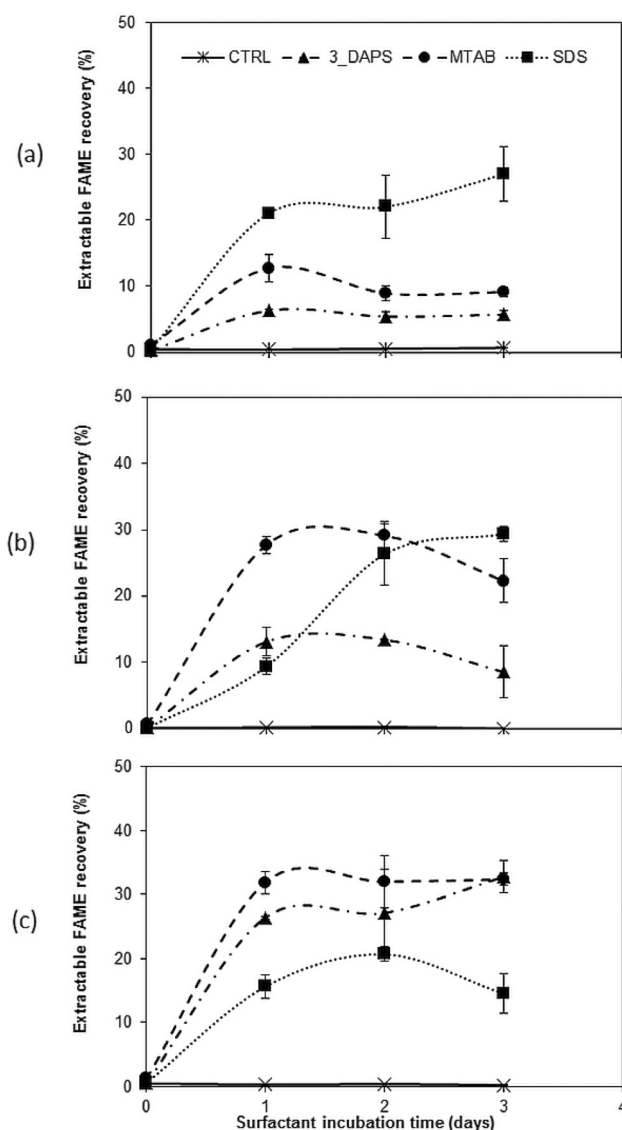 (a)
Extractable FAME recovery (%)
50
40
30
20
10
0
CTRL 3_DAPS MTAB SDS
(b)
Extractable FAME recovery (%)
50
40
30
20
10
0
(c)
Extractable FAME recovery (%)
50
40
30
20
10
0
0 1 2 3 4
Surfactant incubation time (days)